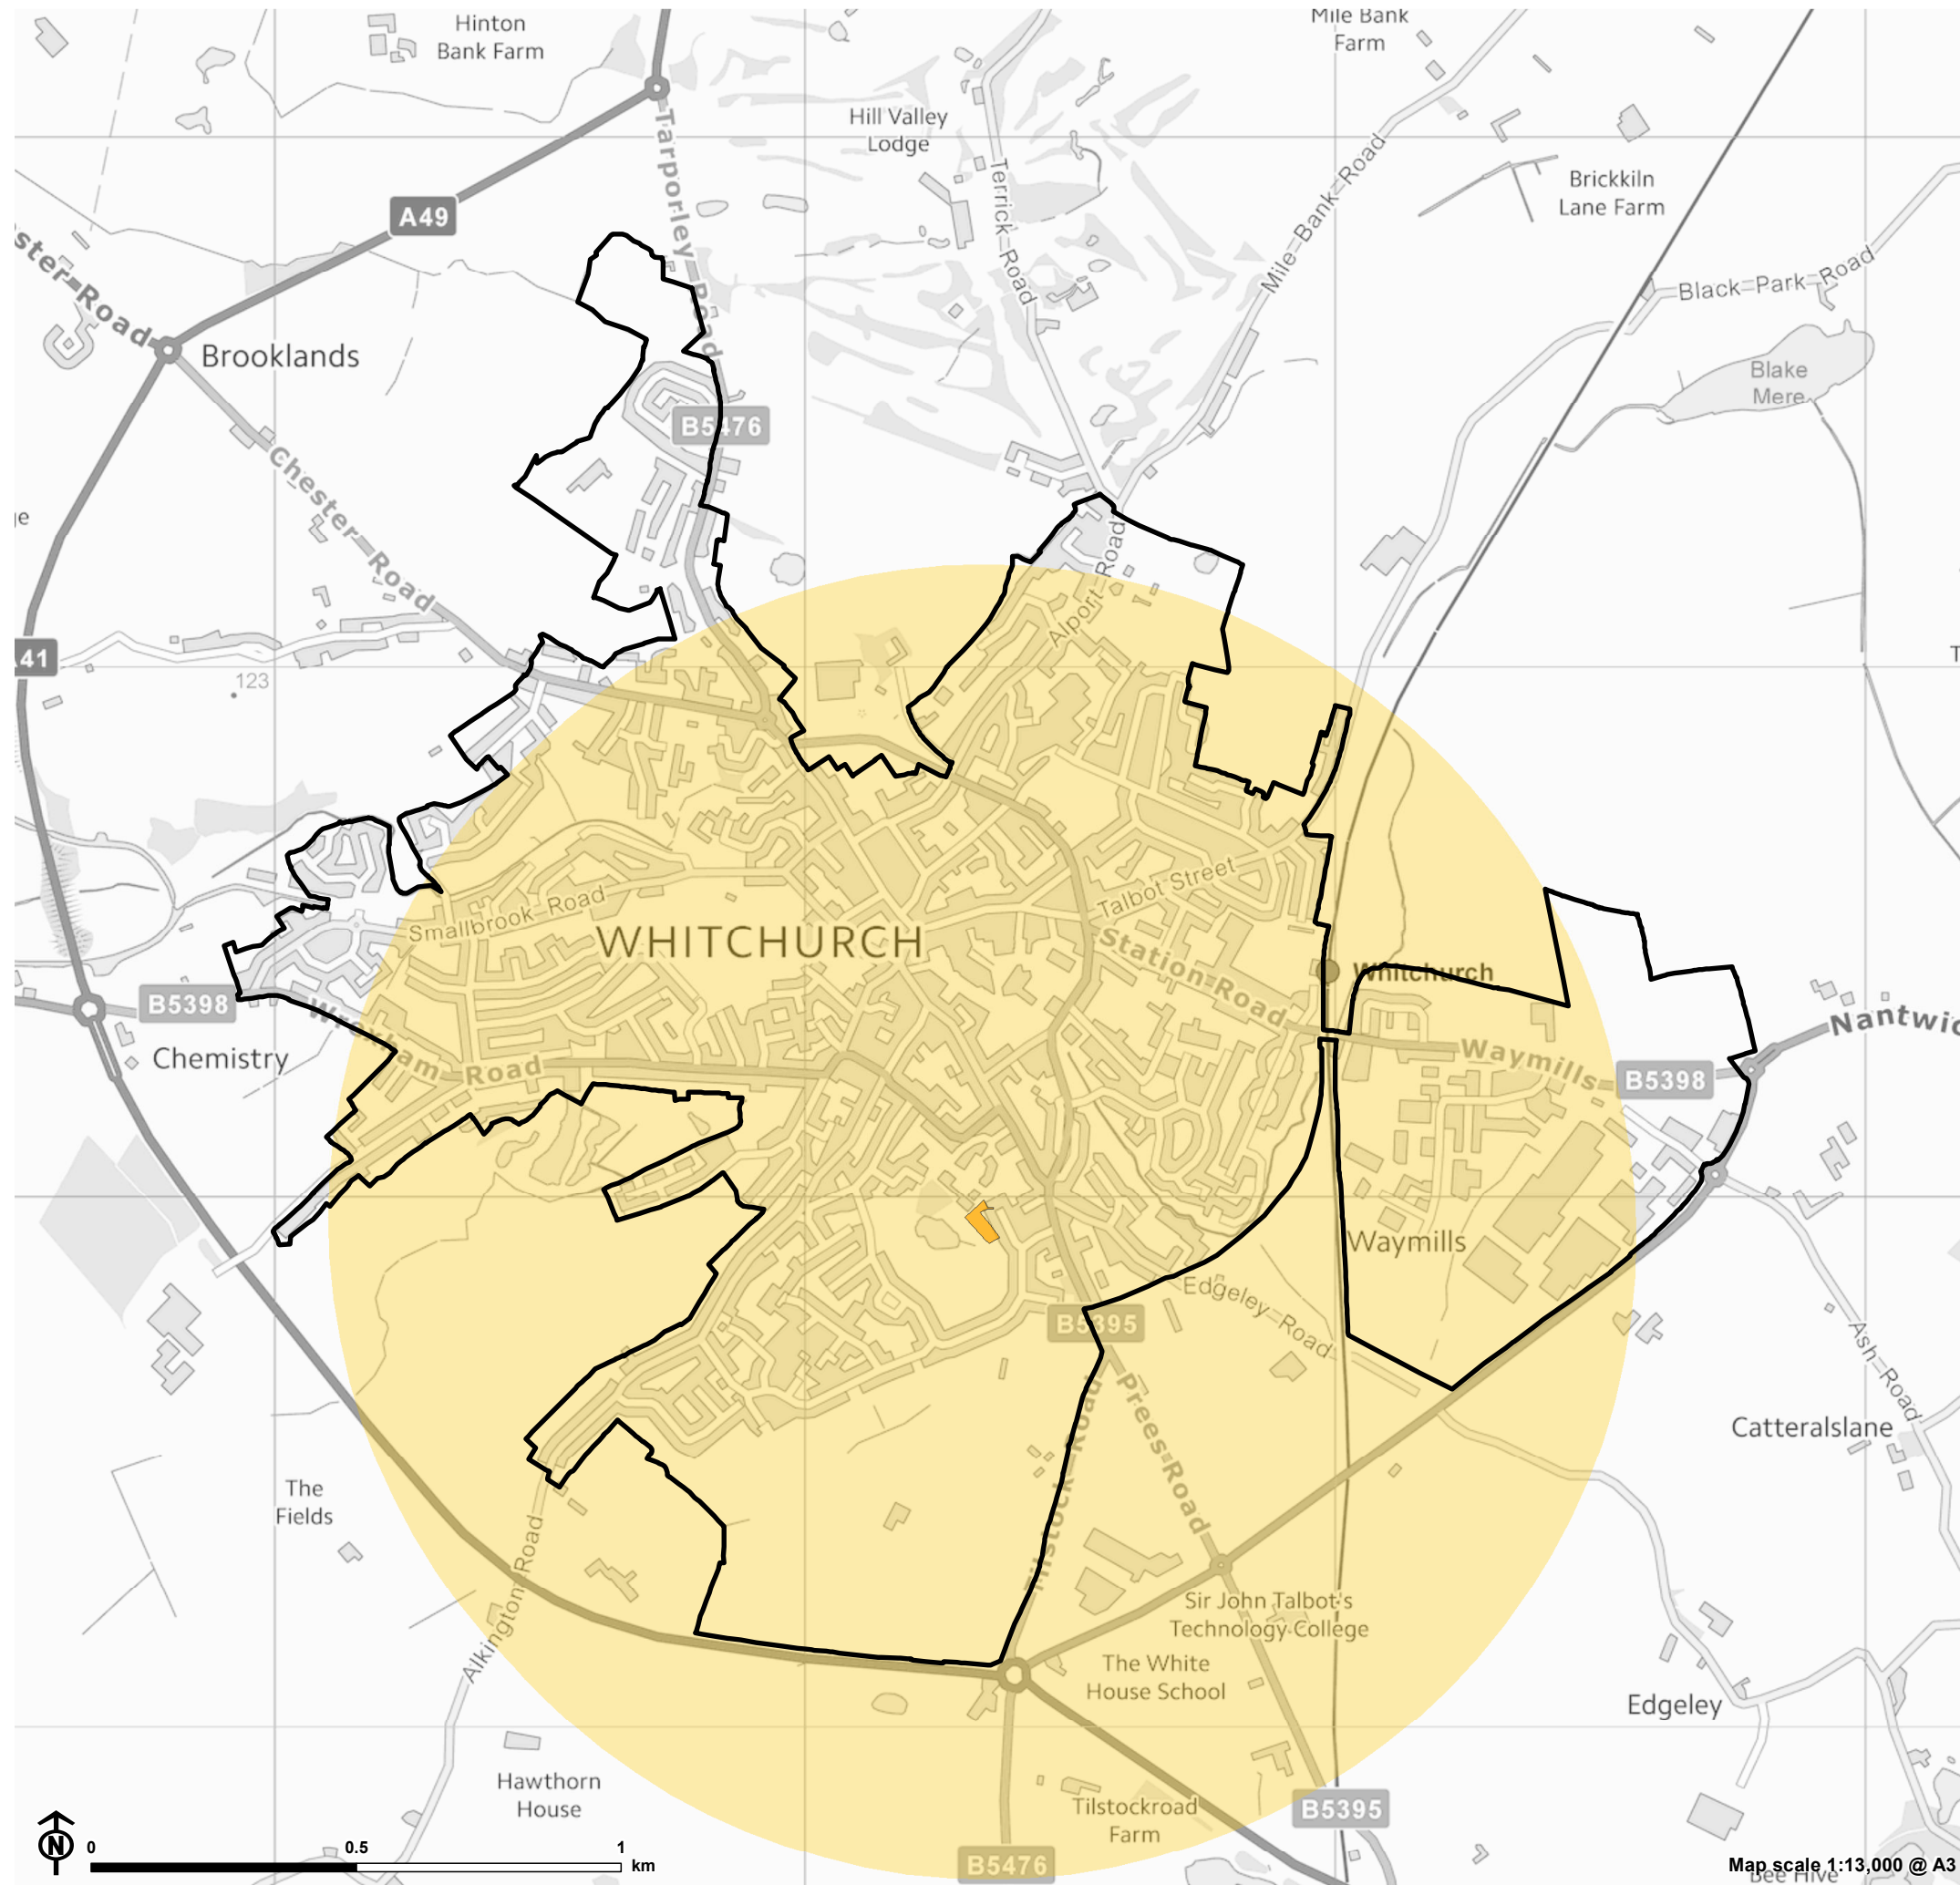 Hinton
Bank Farm
Mile Bank
Farm
Hill Valley
Lodge
Tarporley Road
Terrick Road
Mile Bank Road
Brickkiln
Lane Farm
A49
ster Road
Brooklands
Black Park Road
Blake
Mere
B5476
Chester Road
ge
Alport Road
A41
123
T
Talbot Street
Smallbrook Road
WHITCHURCH
Station Road
Whitchurch
B5398
Wrexham Road
Nantwic
Chemistry
Waymills
B5398
Waymills
Edgeley Road
B5395
Ash Road
Tilstock Road
Prees Road
Catteralslane
The
Fields
Alkington Road
Sir John Talbot's
Technology College
The White
House School
Edgeley
Hawthorn
House
Tilstockroad
Farm
B5395
B5476
N
0 0.5 1
km
Map scale 1:13,000 @ A3
Bee Hive